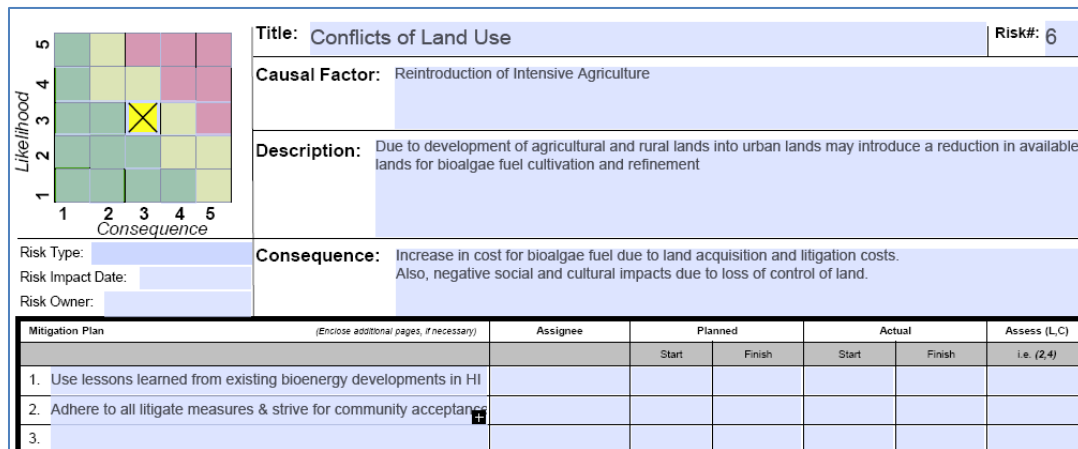 Title: Conflicts of Land Use
Risk#: 6
Causal Factor: Reintroduction of Intensive Agriculture
Description: Due to development of agricultural and rural lands into urban lands may introduce a reduction in available
lands for bioalgae fuel cultivation and refinement
Likelihood
5
4
3
2
1
1 2 3 4 5
Consequence
Risk Type:
Risk Impact Date:
Risk Owner:
Consequence: Increase in cost for bioalgae fuel due to land acquisition and litigation costs.
Also, negative social and cultural impacts due to loss of control of land.
Mitigation Plan (Enclose additional pages, if necessary) Assignee Planned Actual Assess (L,C)
Start Finish Start Finish i.e. (2,4)
1. Use lessons learned from existing bioenergy developments in HI
2. Adhere to all litigate measures & strive for community acceptance
3.